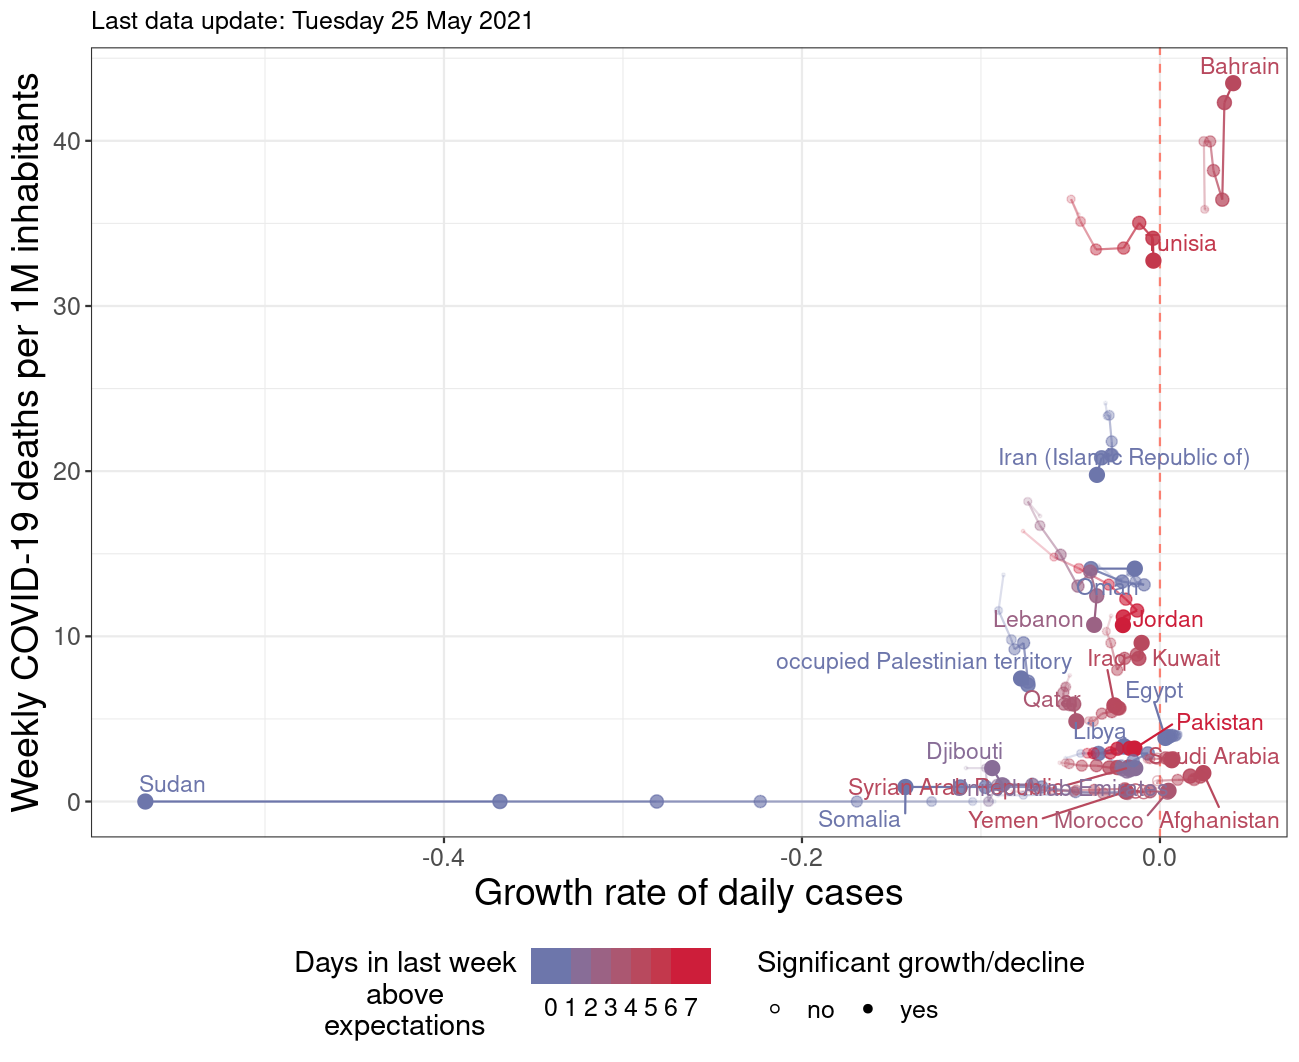 Last data update: Tuesday 25 May 2021
Weekly COVID-19 deaths per 1M inhabitants
40
30
20
10
0
Bahrain
Tunisia
Iran (Islamic Republic of)
Oman
Lebanon
Jordan
occupied Palestinian territory
Iraq
Kuwait
Qatar
Egypt
Libya
Pakistan
Djibouti
Saudi Arabia
Sudan
Syrian Arab Republic
Emirates
Somalia
Yemen
Morocco
Afghanistan
-0.4
-0.2
0.0
Growth rate of daily cases
Days in last week
above
expectations
0 1 2 3 4 5 6 7
Significant growth/decline
no
yes